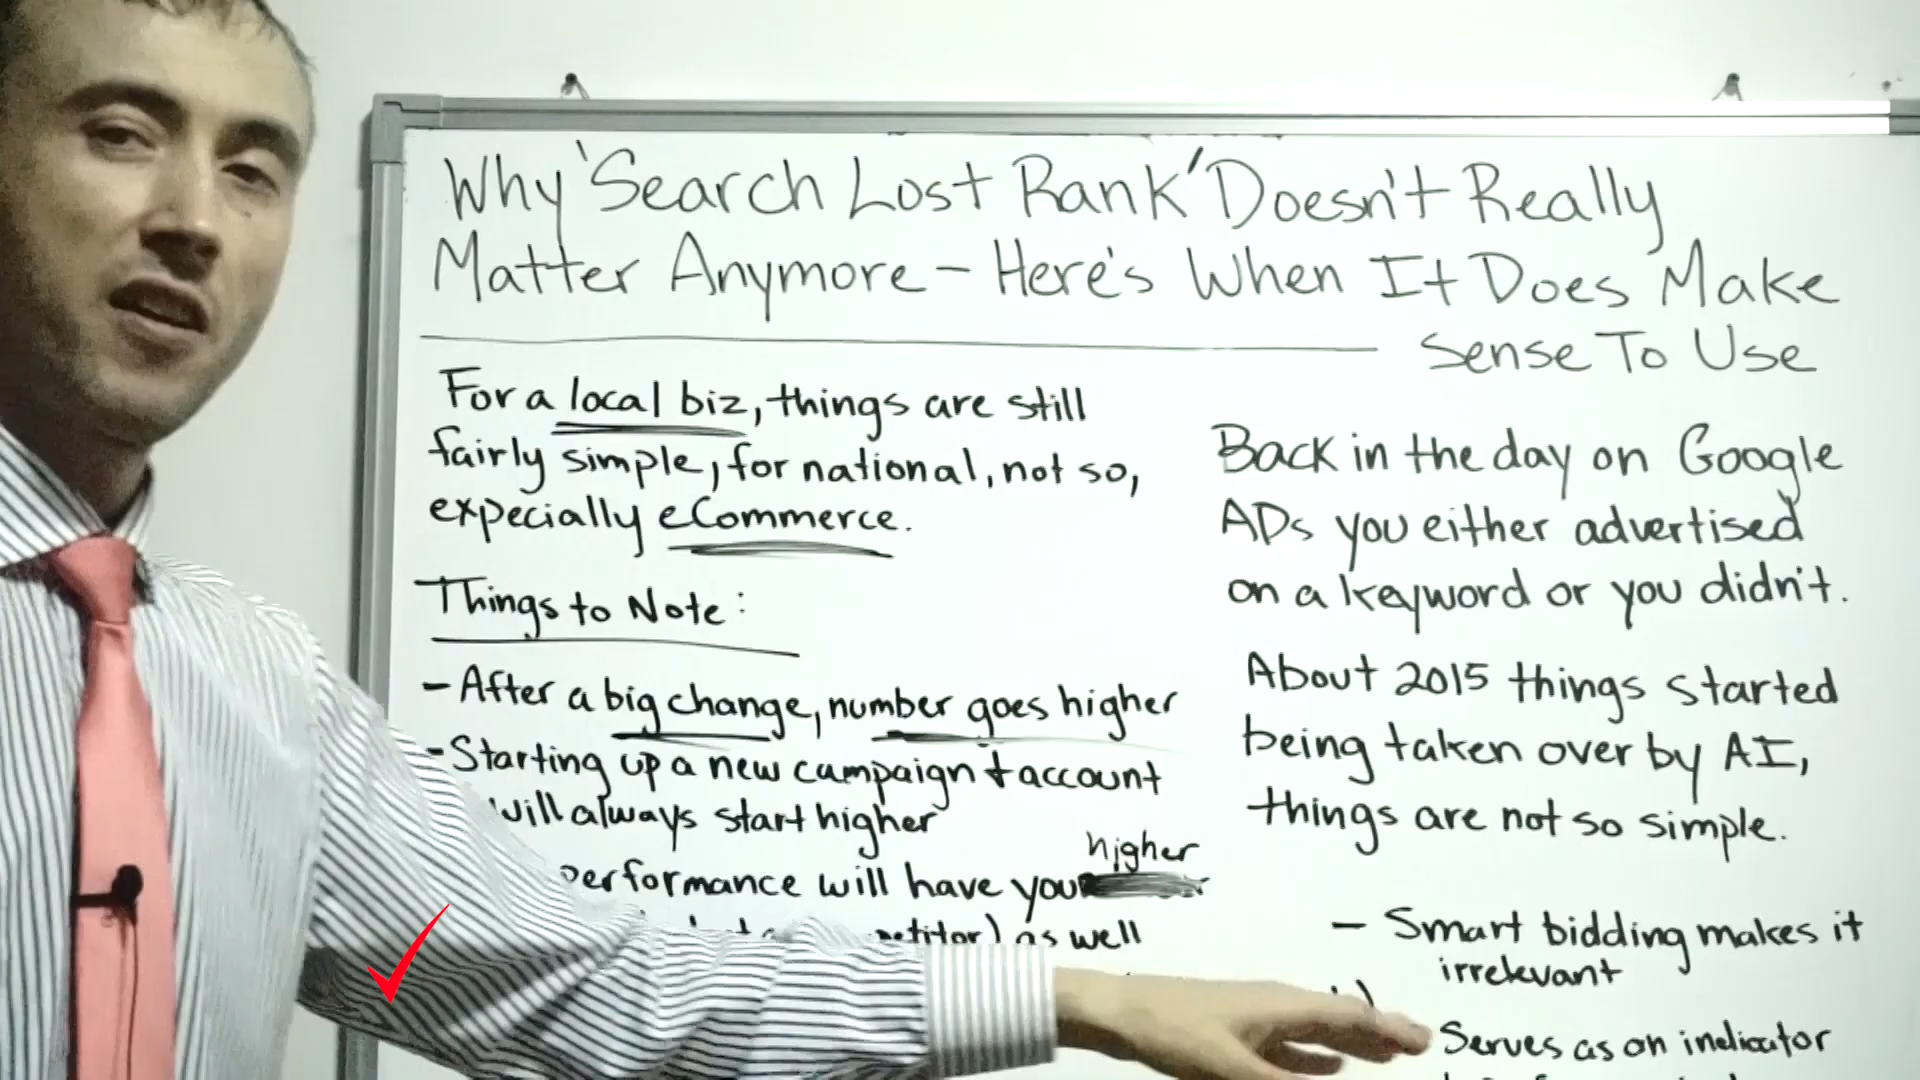 Why 'Search Lost Rank' Doesn't Really
Matter Anymore - Here's When It Does Make
Sense To Use
For a local biz, things are still
fairly simple, for national, not so,
expecially eCommerce.
Things to Note:
- After a big change, number goes higher
- Starting up a new campaign + account
will always start higher
performance will have you higher
as well
Back in the day on Google
ADs you either advertised
on a keyword or you didn't.
About 2015 things started
being taken over by AI,
things are not so simple.
- Smart bidding makes it
irrelevant
Serves as an indicator